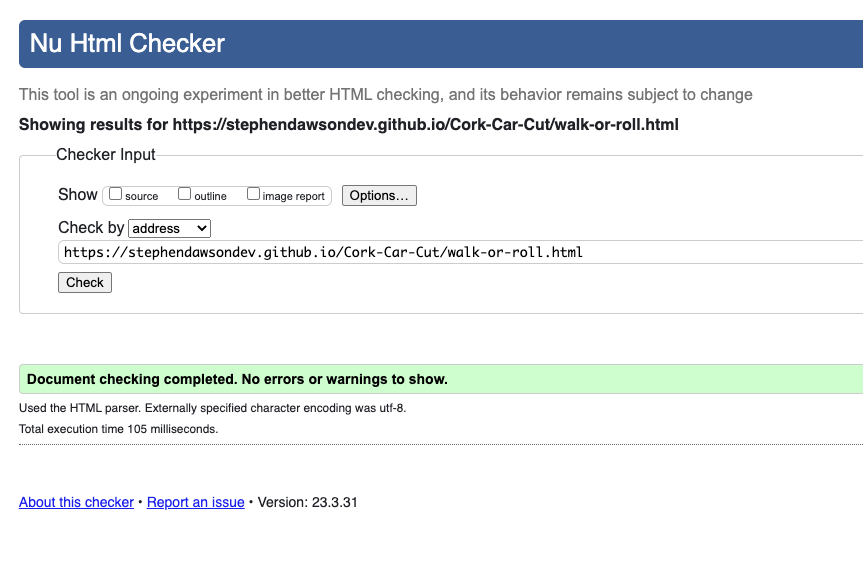 Nu Html Checker
This tool is an ongoing experiment in better HTML checking, and its behavior remains subject to change
Showing results for https://stephendawsondev.github.io/Cork-Car-Cut/walk-or-roll.html
Checker Input
Show source outline image report Options...
Check by address
https://stephendawsondev.github.io/Cork-Car-Cut/walk-or-roll.html
Check
Document checking completed. No errors or warnings to show.
Used the HTML parser. Externally specified character encoding was utf-8.
Total execution time 105 milliseconds.
About this checker • Report an issue • Version: 23.3.31